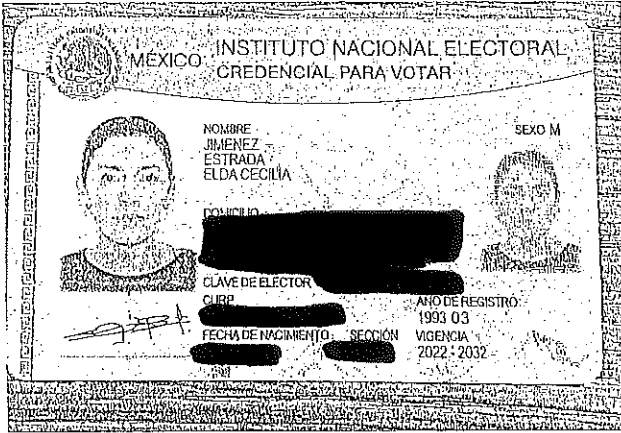 MÉXICO INSTITUTO NACIONAL ELECTORAL
CREDENCIAL PARA VOTAR
NOMBRE
JIMENEZ
ESTRADA
ELDA CECILIA
SEXO M
DOMICILIO
CLAVE DE ELECTOR
CURP
AÑO DE REGISTRO
1993 03
FECHA DE NACIMIENTO
SECCIÓN
VIGENCIA
2022 - 2032